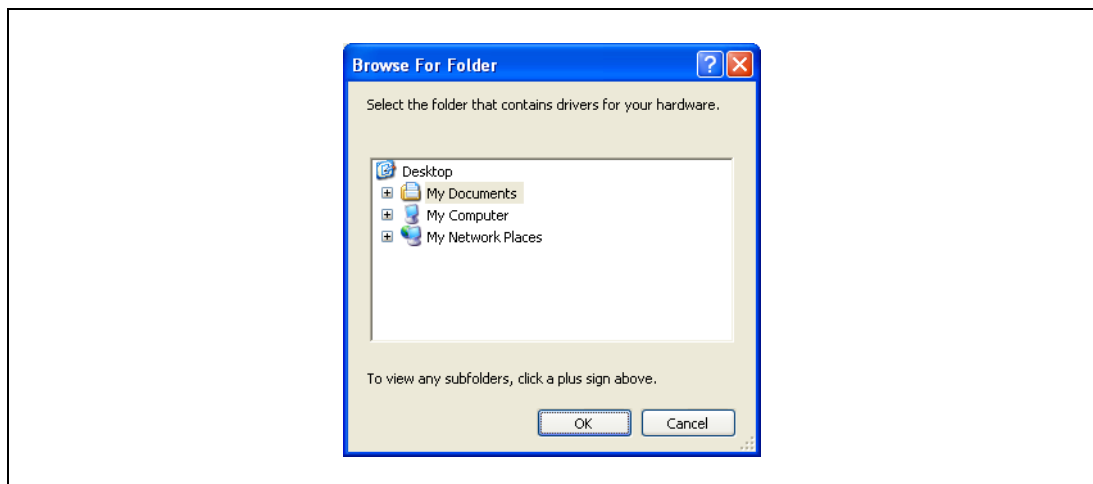 Browse For Folder
Select the folder that contains drivers for your hardware.
Desktop
My Documents
My Computer
My Network Places
To view any subfolders, click a plus sign above.
OK Cancel